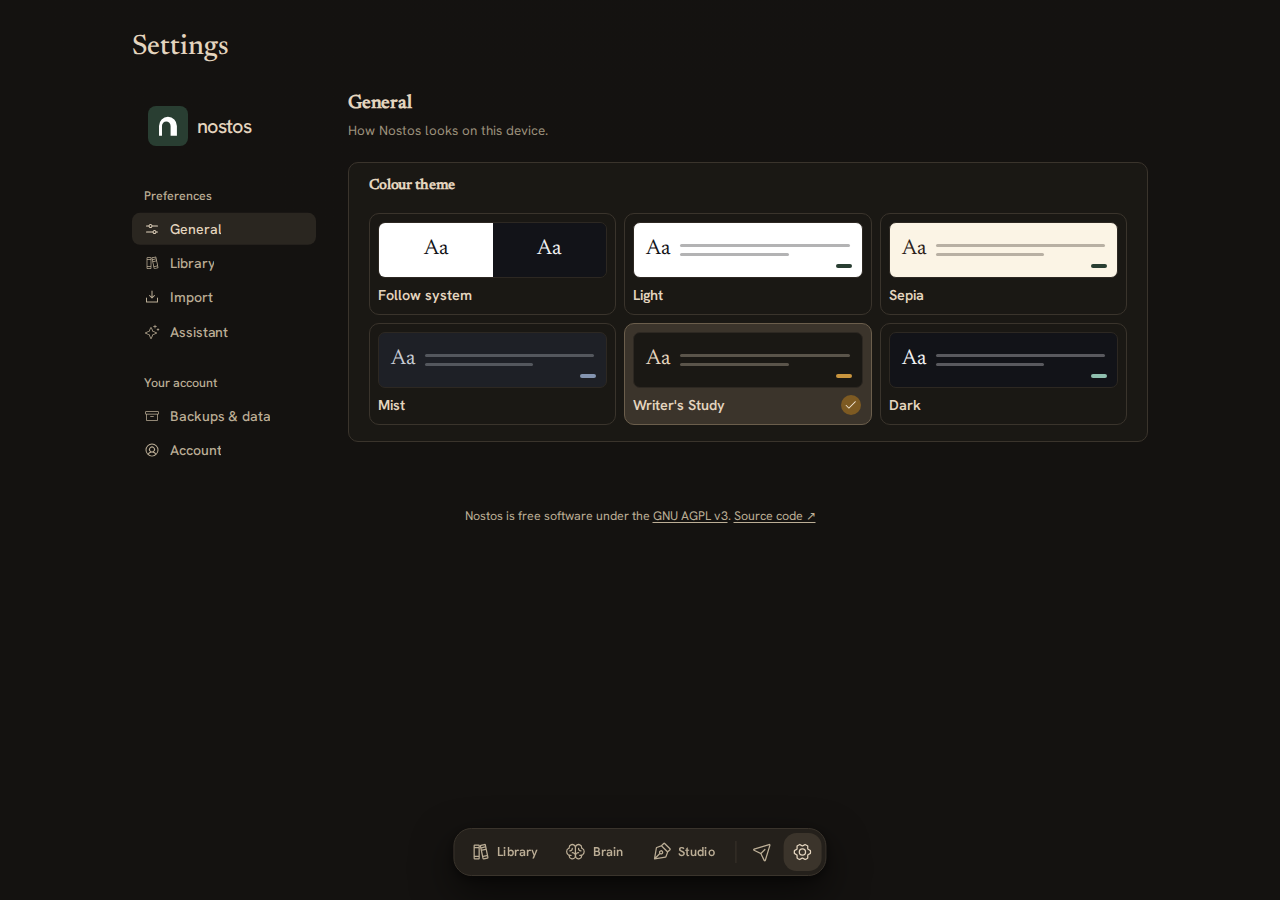 Settings
nostos
Preferences
General
Library
Import
Assistant
Your account
Backups & data
Account
General
How Nostos looks on this device.
Colour theme
Aa Aa
Follow system
Aa
Light
Aa
Sepia
Aa
Mist
Aa
Writer's Study
Aa
Dark
Nostos is free software under the GNU AGPL v3. Source code ↗
Library Brain Studio